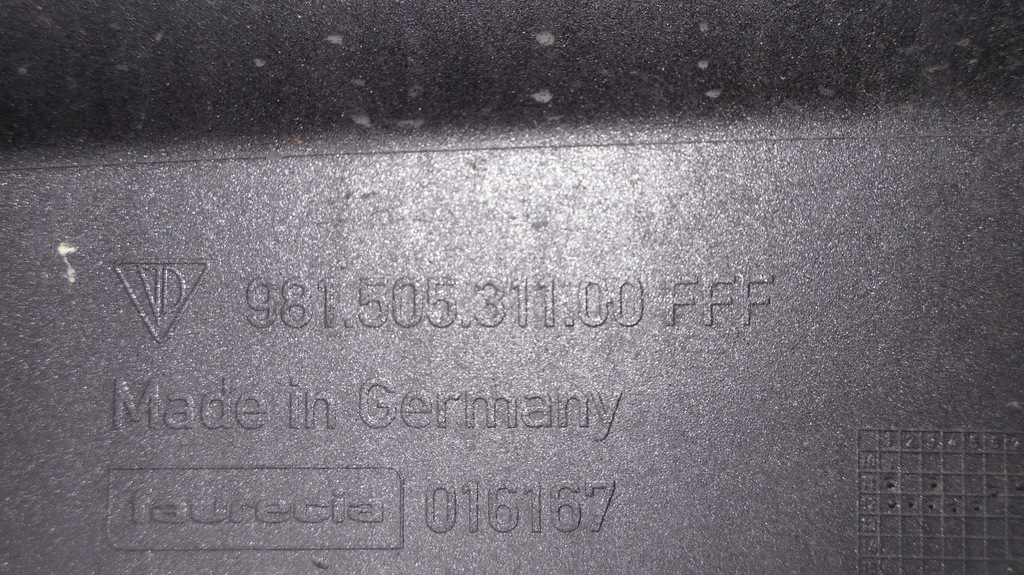 981.505.311.00 FFF
Made in Germany
faurecia 016167